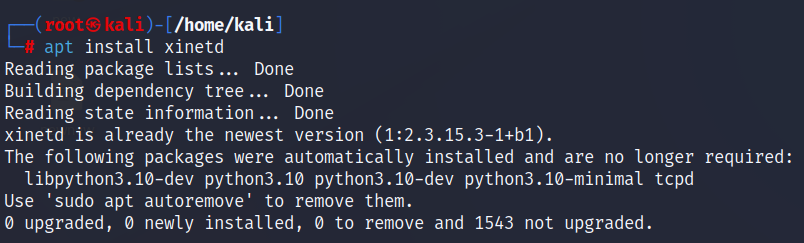 ┌──(root㉿kali)-[/home/kali]
└─# apt install xinetd
Reading package lists... Done
Building dependency tree... Done
Reading state information... Done
xinetd is already the newest version (1:2.3.15.3-1+b1).
The following packages were automatically installed and are no longer required:
  libpython3.10-dev python3.10 python3.10-dev python3.10-minimal tcpd
Use 'sudo apt autoremove' to remove them.
0 upgraded, 0 newly installed, 0 to remove and 1543 not upgraded.